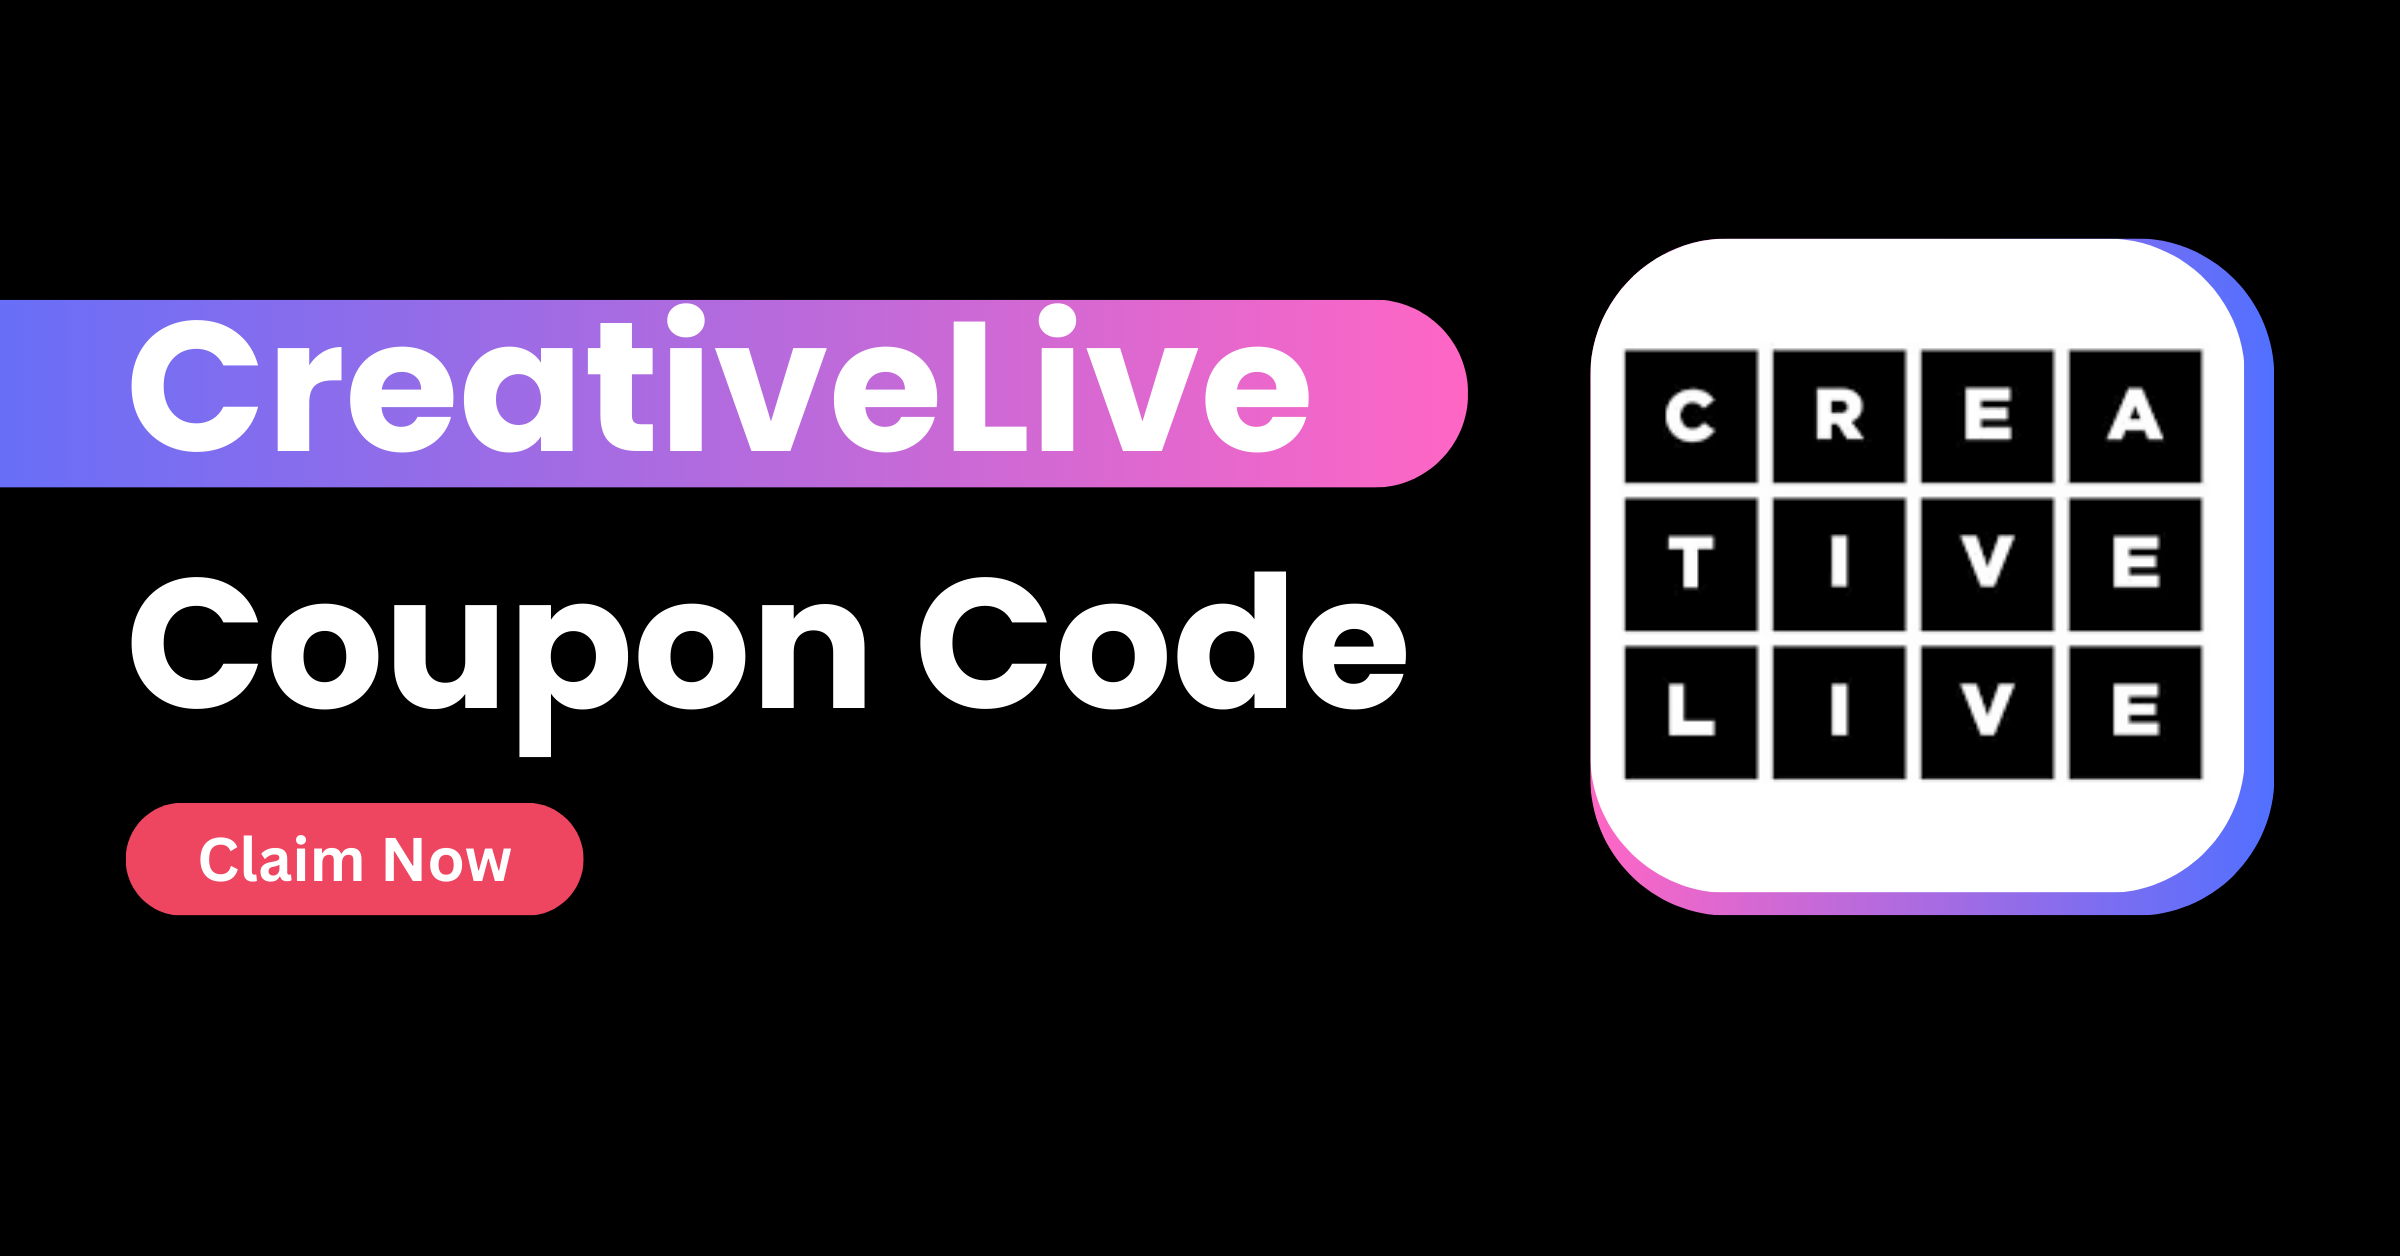 CreativeLive
Coupon Code
Claim Now
C R E A
T I V E
L I V E